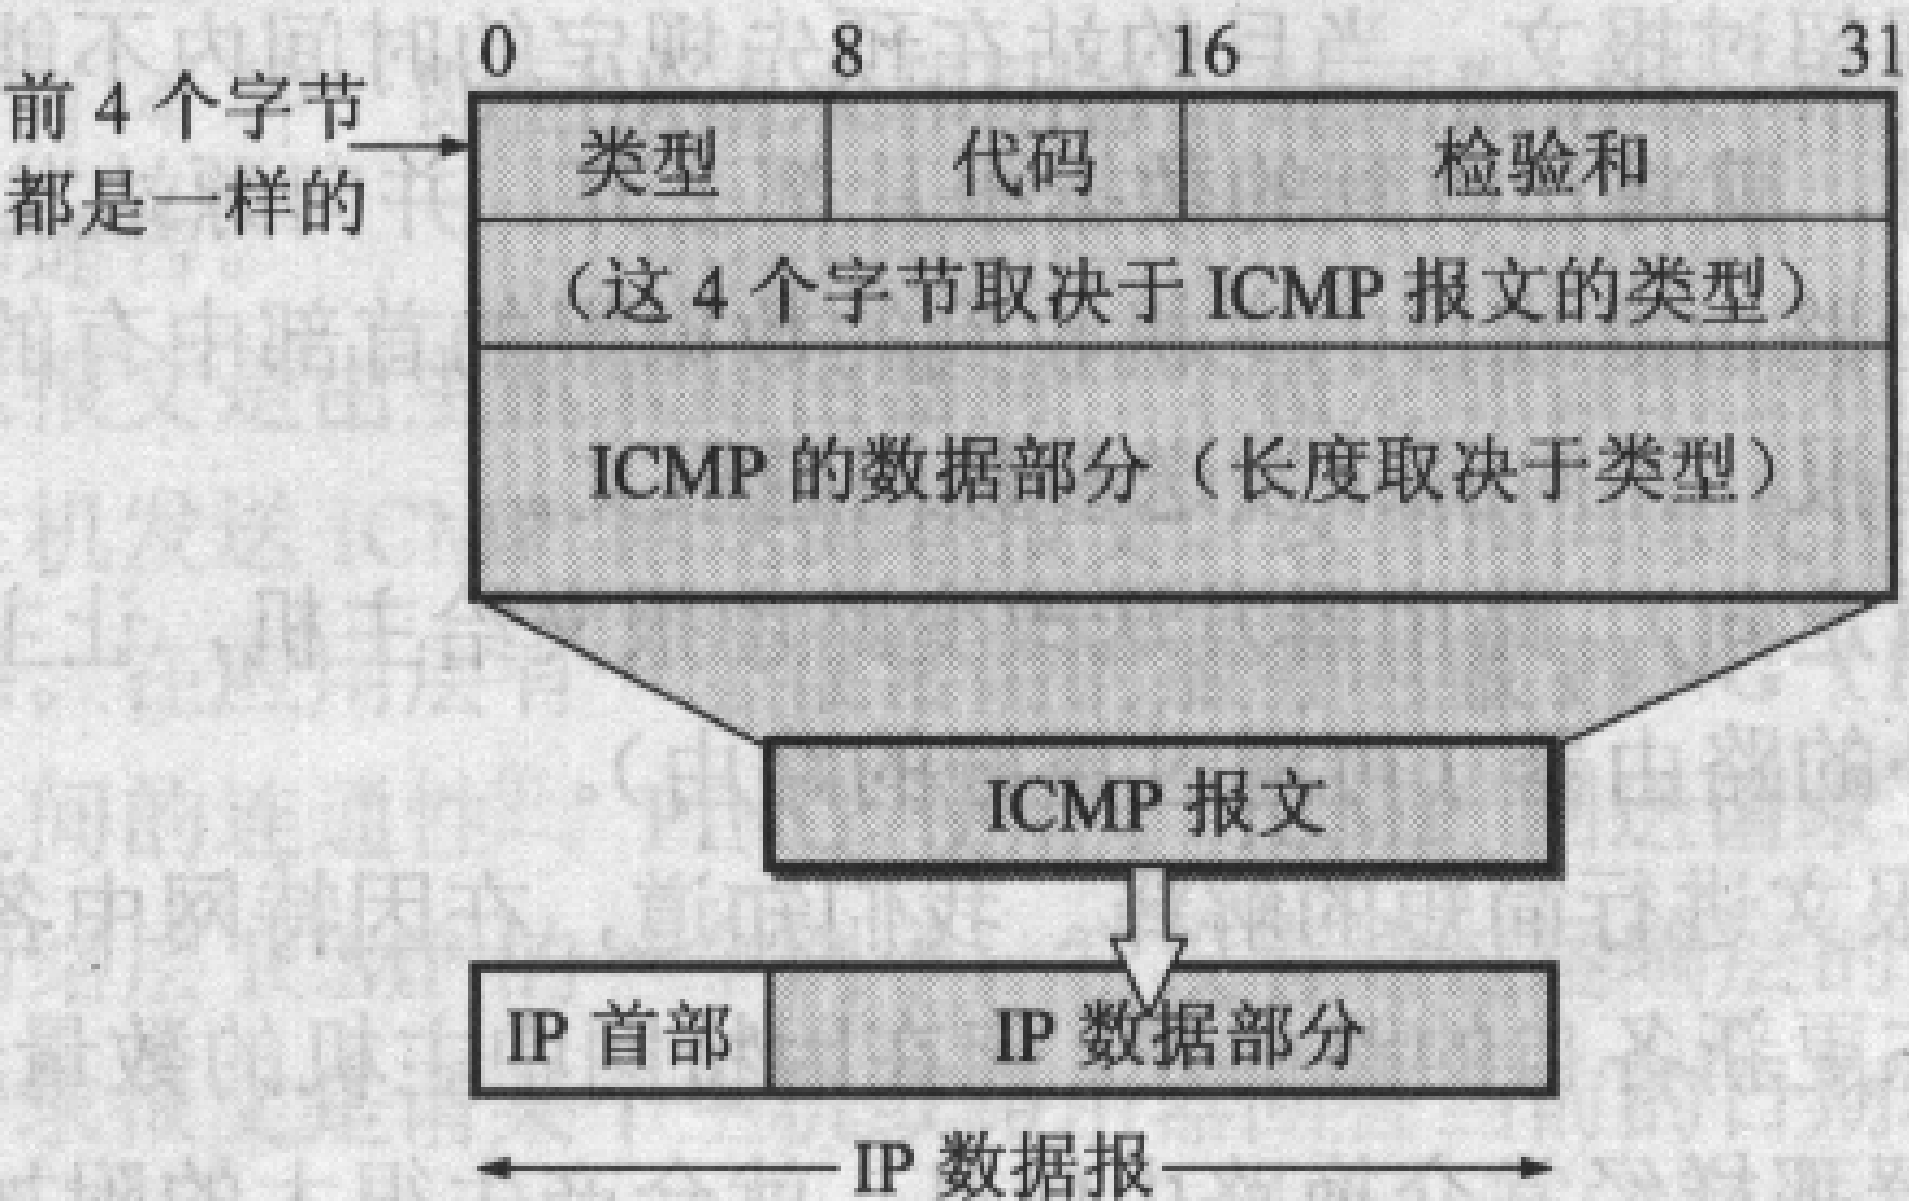 0 8 16 31
前 4 个字节
都是一样的
类型 代码 检验和
（这 4 个字节取决于 ICMP 报文的类型）
ICMP 的数据部分（长度取决于类型）
ICMP 报文
IP 首部 IP 数据部分
IP 数据报